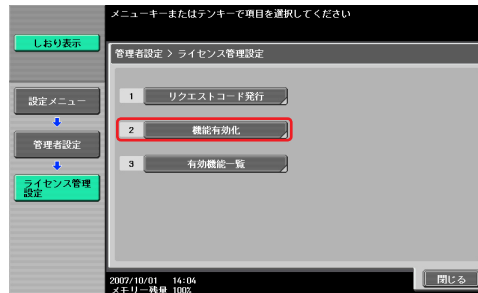 メニューキーまたはテンキーで項目を選択してください
しおり表示
管理者設定 > ライセンス管理設定
設定メニュー
管理者設定
ライセンス管理
設定
1 リクエストコード発行
2 機能有効化
3 有効機能一覧
2007/10/01 14:04
メモリー残量 100%
閉じる